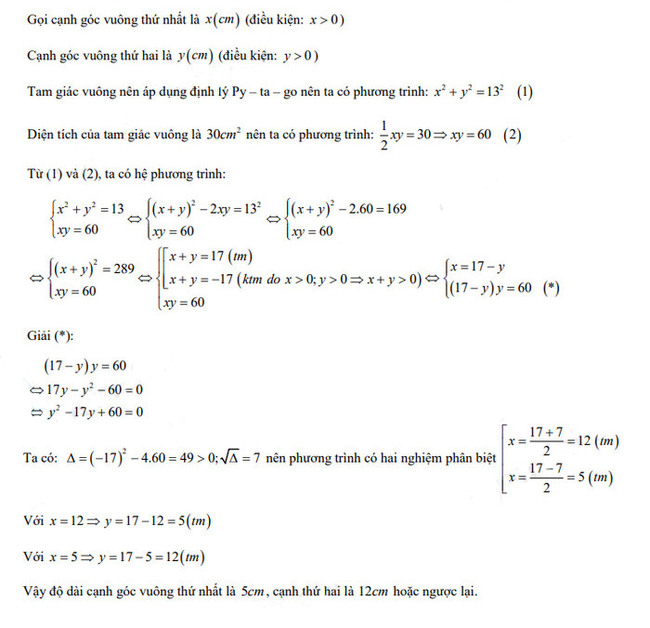 Gọi cạnh góc vuông thứ nhất là x(cm) (điều kiện: x > 0)
Cạnh góc vuông thứ hai là y(cm) (điều kiện: y > 0)
Tam giác vuông nên áp dụng định lý Py – ta – go nên ta có phương trình: x² + y² = 13² (1)
Diện tích của tam giác vuông là 30cm² nên ta có phương trình: 1/2 xy = 30 ⇒ xy = 60 (2)
Từ (1) và (2), ta có hệ phương trình:
{x² + y² = 13; xy = 60 ⇔ {(x + y)² − 2xy = 13²; xy = 60 ⇔ {(x + y)² − 2.60 = 169; xy = 60
⇔ {(x + y)² = 289; xy = 60 ⇔ {[x + y = 17 (tm); x + y = −17 (ktm do x > 0; y > 0 ⇒ x + y > 0); xy = 60 ⇔ {x = 17 − y; (17 − y)y = 60 (*)
Giải (*):
(17 − y)y = 60
⇔ 17y − y² − 60 = 0
⇔ y² − 17y + 60 = 0
Ta có: Δ = (−17)² − 4.60 = 49 > 0; √Δ = 7 nên phương trình có hai nghiệm phân biệt [x = (17 + 7)/2 = 12 (tm); x = (17 − 7)/2 = 5 (tm)
Với x = 12 ⇒ y = 17 − 12 = 5(tm)
Với x = 5 ⇒ y = 17 − 5 = 12(tm)
Vậy độ dài cạnh góc vuông thứ nhất là 5cm, cạnh thứ hai là 12cm hoặc ngược lại.